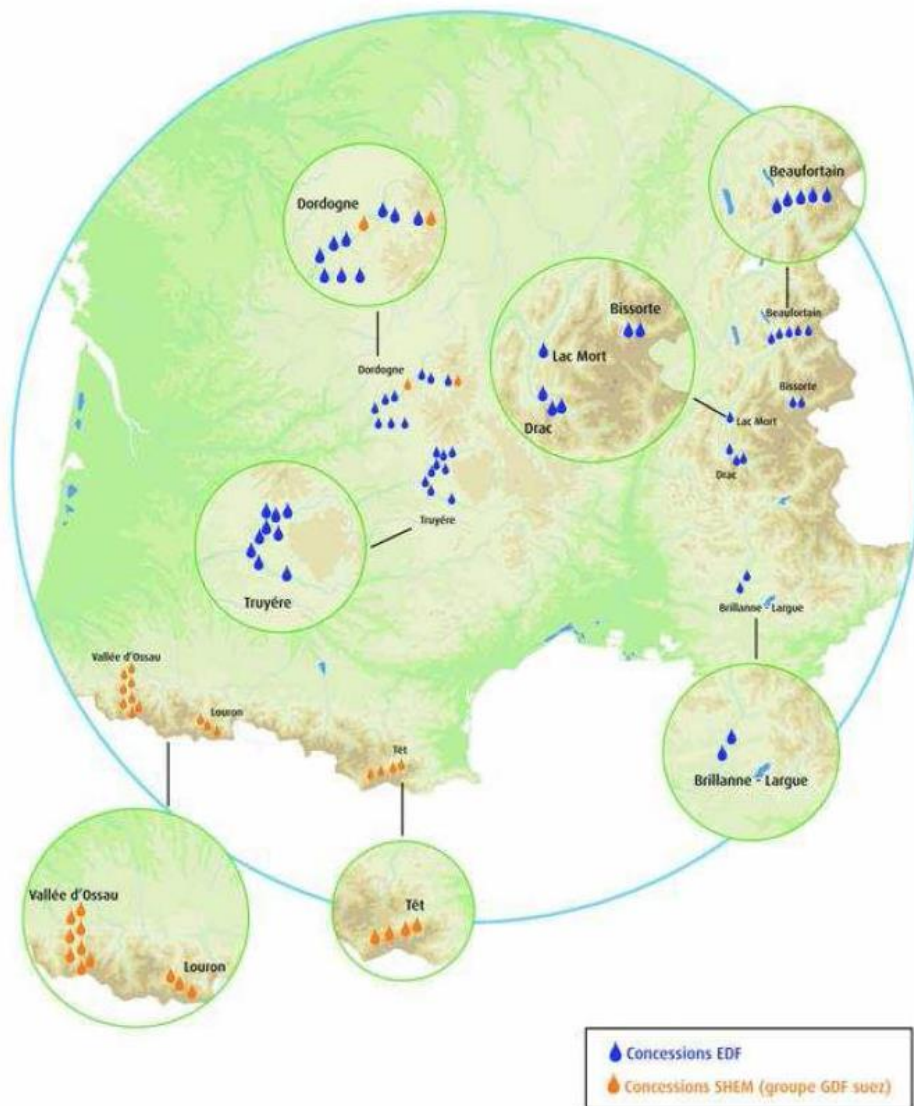 Beaufortain
Dordogne
Bissorte
Lac Mort
Drac
Beaufortain
Dordogne
Bissorte
Lac Mort
Drac
Truyére
Truyére
Brillanne - Largue
Vallée d'Ossau
Louron
Têt
Brillanne - Largue
Vallée d'Ossau
Louron
Têt
Concessions EDF
Concessions SHEM (groupe GDF suez)